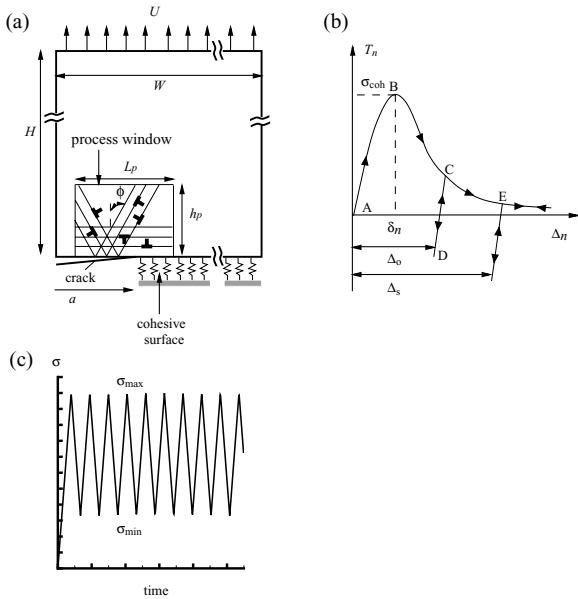 (a)
U
W
H
process window
L_p
ϕ
h_p
crack
a
cohesive
surface
(b)
T_n
σ_coh
B
C
E
A
δ_n
Δ_n
D
Δ_o
Δ_s
(c)
σ
σ_max
σ_min
time